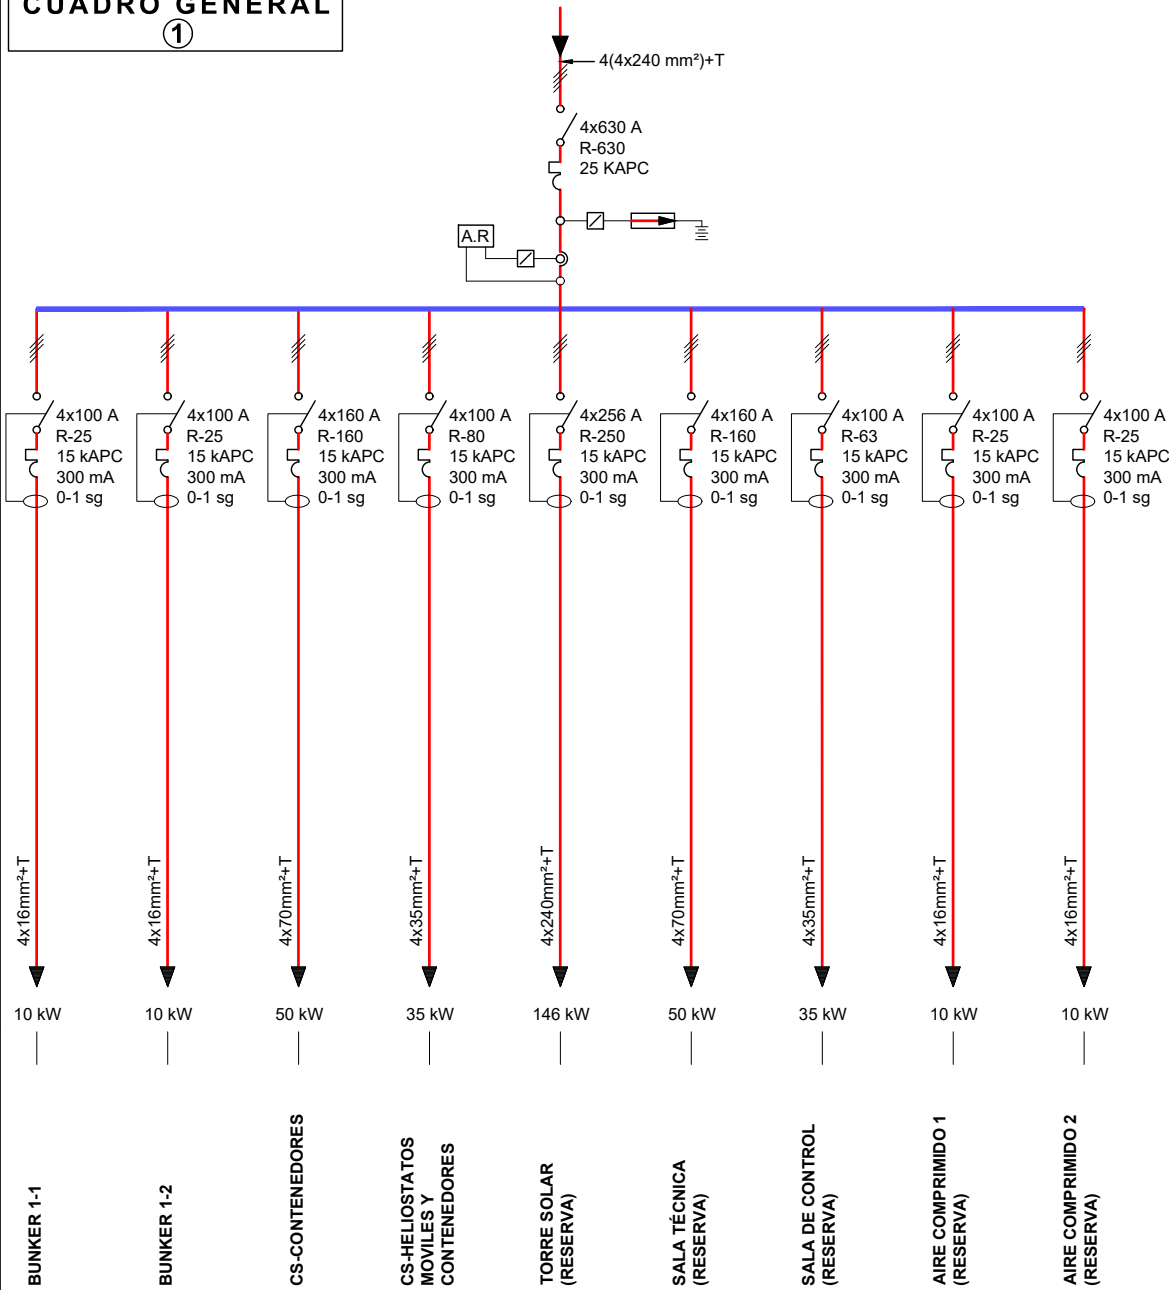 CUADRO GENERAL
1
4(4x240 mm²)+T
4x630 A
R-630
25 KAPC
A.R
4x100 A
R-25
15 kAPC
300 mA
0-1 sg
4x100 A
R-25
15 kAPC
300 mA
0-1 sg
4x160 A
R-160
15 kAPC
300 mA
0-1 sg
4x100 A
R-80
15 kAPC
300 mA
0-1 sg
4x256 A
R-250
15 kAPC
300 mA
0-1 sg
4x160 A
R-160
15 kAPC
300 mA
0-1 sg
4x100 A
R-63
15 kAPC
300 mA
0-1 sg
4x100 A
R-25
15 kAPC
300 mA
0-1 sg
4x100 A
R-25
15 kAPC
300 mA
0-1 sg
4x16mm²+T
4x16mm²+T
4x70mm²+T
4x35mm²+T
4x240mm²+T
4x70mm²+T
4x35mm²+T
4x16mm²+T
4x16mm²+T
10 kW
10 kW
50 kW
35 kW
146 kW
50 kW
35 kW
10 kW
10 kW
BUNKER 1-1
BUNKER 1-2
CS-CONTENEDORES
CS-HELIOSTATOS
MOVILES Y
CONTENEDORES
TORRE SOLAR
(RESERVA)
SALA TÉCNICA
(RESERVA)
SALA DE CONTROL
(RESERVA)
AIRE COMPRIMIDO 1
(RESERVA)
AIRE COMPRIMIDO 2
(RESERVA)